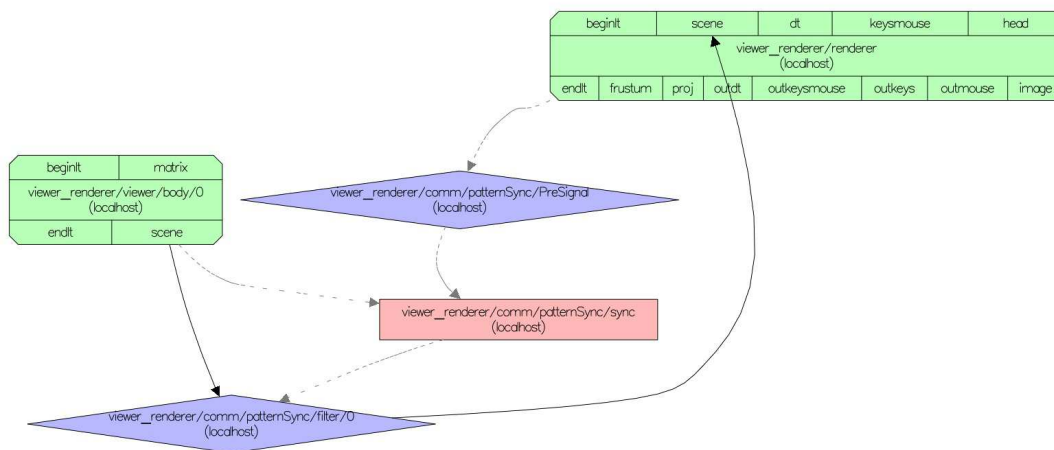 beginIt scene dt keysmouse head
viewer_renderer/renderer
(localhost)
endIt frustum proj outdt outkeysmouse outkeys outmouse image
beginIt matrix
viewer_renderer/viewer/body/0
(localhost)
endIt scene
viewer_renderer/comm/patternSync/PreSignal
(localhost)
viewer_renderer/comm/patternSync/sync
(localhost)
viewer_renderer/comm/patternSync/filter/0
(localhost)